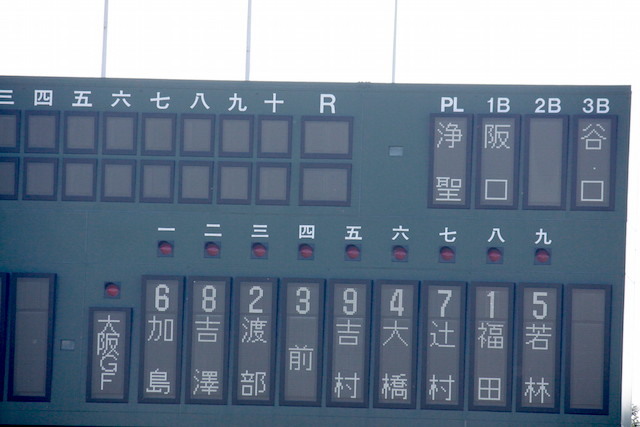 三 四 五 六 七 八 九 十 R PL 1B 2B 3B
浄聖 阪口 谷口
一 二 三 四 五 六 七 八 九
6 8 2 3 9 4 7 1 5
大阪GF 加島 吉澤 渡部 前 吉村 大橋 辻村 福田 若林